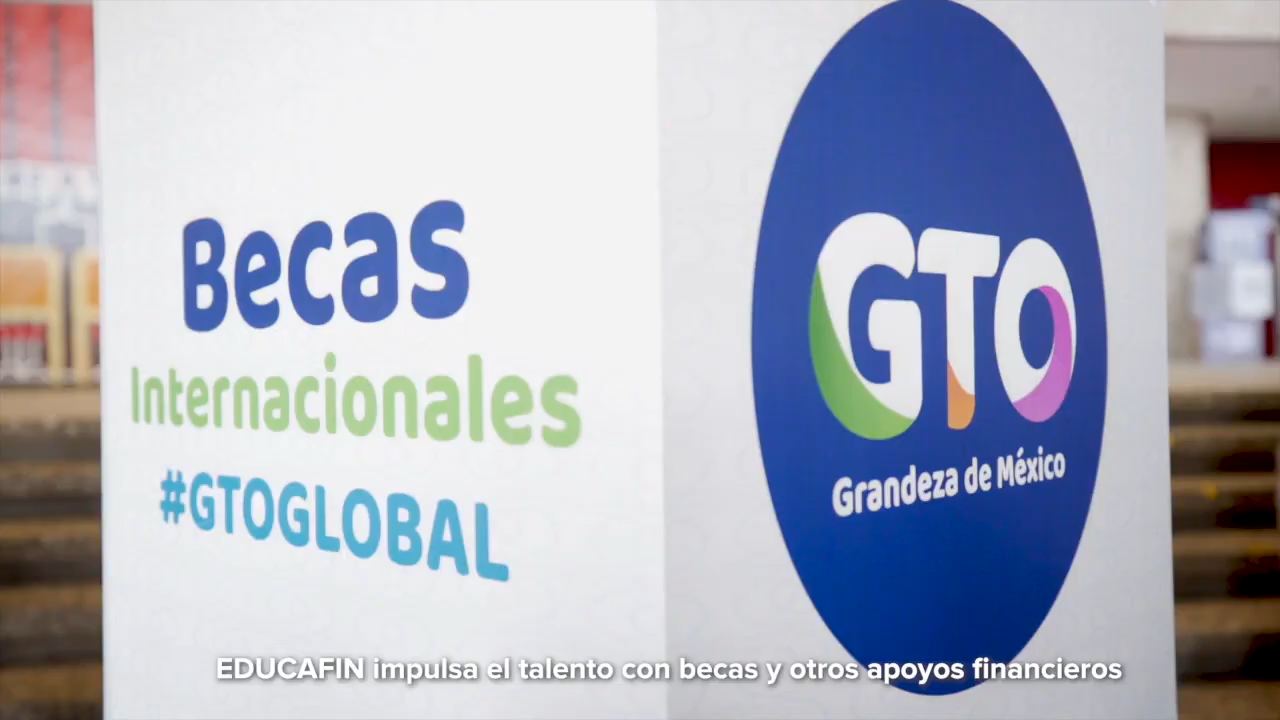 Becas
Internacionales
#GTOGLOBAL
GTO
Grandeza de México
EDUCAFIN impulsa el talento con becas y otros apoyos financieros